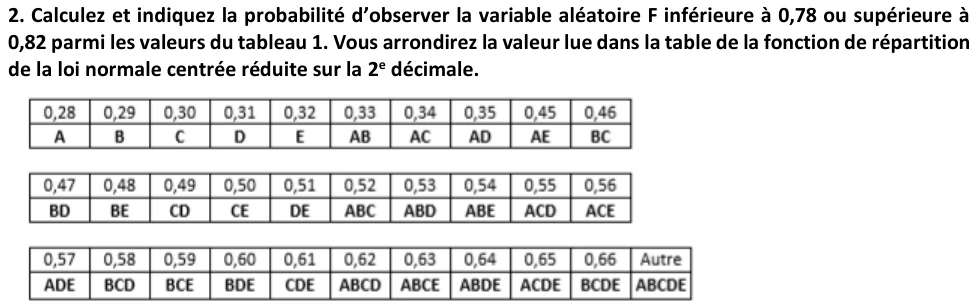 2. Calculez et indiquez la probabilité d’observer la variable aléatoire F inférieure à 0,78 ou supérieure à
0,82 parmi les valeurs du tableau 1. Vous arrondirez la valeur lue dans la table de la fonction de répartition
de la loi normale centrée réduite sur la 2e décimale.
0,28 0,29 0,30 0,31 0,32 0,33 0,34 0,35 0,45 0,46
A B C D E AB AC AD AE BC
0,47 0,48 0,49 0,50 0,51 0,52 0,53 0,54 0,55 0,56
BD BE CD CE DE ABC ABD ABE ACD ACE
0,57 0,58 0,59 0,60 0,61 0,62 0,63 0,64 0,65 0,66 Autre
ADE BCD BCE BDE CDE ABCD ABCE ABDE ACDE BCDE ABCDE